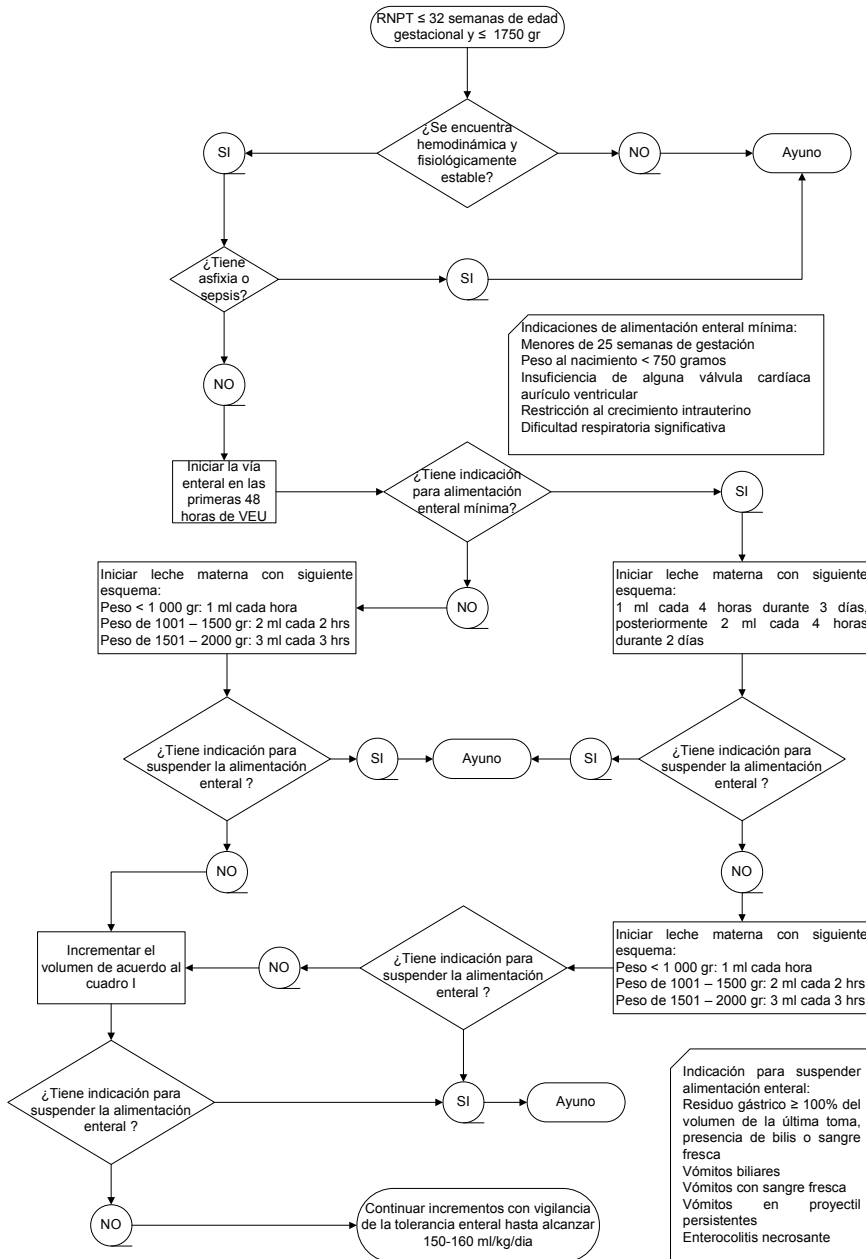 RNPT ≤ 32 semanas de edad
gestacional y ≤ 1750 gr
¿Se encuentra
hemodinámica y
fisiológicamente
estable?
SI
NO
Ayuno
¿Tiene
asfixia o
sepsis?
SI
NO
Indicaciones de alimentación enteral mínima:
Menores de 25 semanas de gestación
Peso al nacimiento < 750 gramos
Insuficiencia de alguna válvula cardíaca
aurículo ventricular
Restricción al crecimiento intrauterino
Dificultad respiratoria significativa
Iniciar la vía
enteral en las
primeras 48
horas de VEU
¿Tiene indicación
para alimentación
enteral mínima?
SI
NO
Iniciar leche materna con siguiente
esquema:
Peso < 1 000 gr: 1 ml cada hora
Peso de 1001 – 1500 gr: 2 ml cada 2 hrs
Peso de 1501 – 2000 gr: 3 ml cada 3 hrs
Iniciar leche materna con siguiente
esquema:
1 ml cada 4 horas durante 3 días,
posteriormente 2 ml cada 4 horas
durante 2 días
¿Tiene indicación para
suspender la alimentación
enteral ?
SI
Ayuno
SI
¿Tiene indicación para
suspender la alimentación
enteral ?
NO
NO
Incrementar el
volumen de acuerdo al
cuadro I
NO
¿Tiene indicación para
suspender la alimentación
enteral ?
Iniciar leche materna con siguiente
esquema:
Peso < 1 000 gr: 1 ml cada hora
Peso de 1001 – 1500 gr: 2 ml cada 2 hrs
Peso de 1501 – 2000 gr: 3 ml cada 3 hrs
¿Tiene indicación para
suspender la alimentación
enteral ?
SI
Ayuno
Indicación para suspender
alimentación enteral:
Residuo gástrico ≥ 100% del
volumen de la última toma,
presencia de bilis o sangre
fresca
Vómitos biliares
Vómitos con sangre fresca
Vómitos en proyectil
persistentes
Enterocolitis necrosante
NO
Continuar incrementos con vigilancia
de la tolerancia enteral hasta alcanzar
150-160 ml/kg/dia